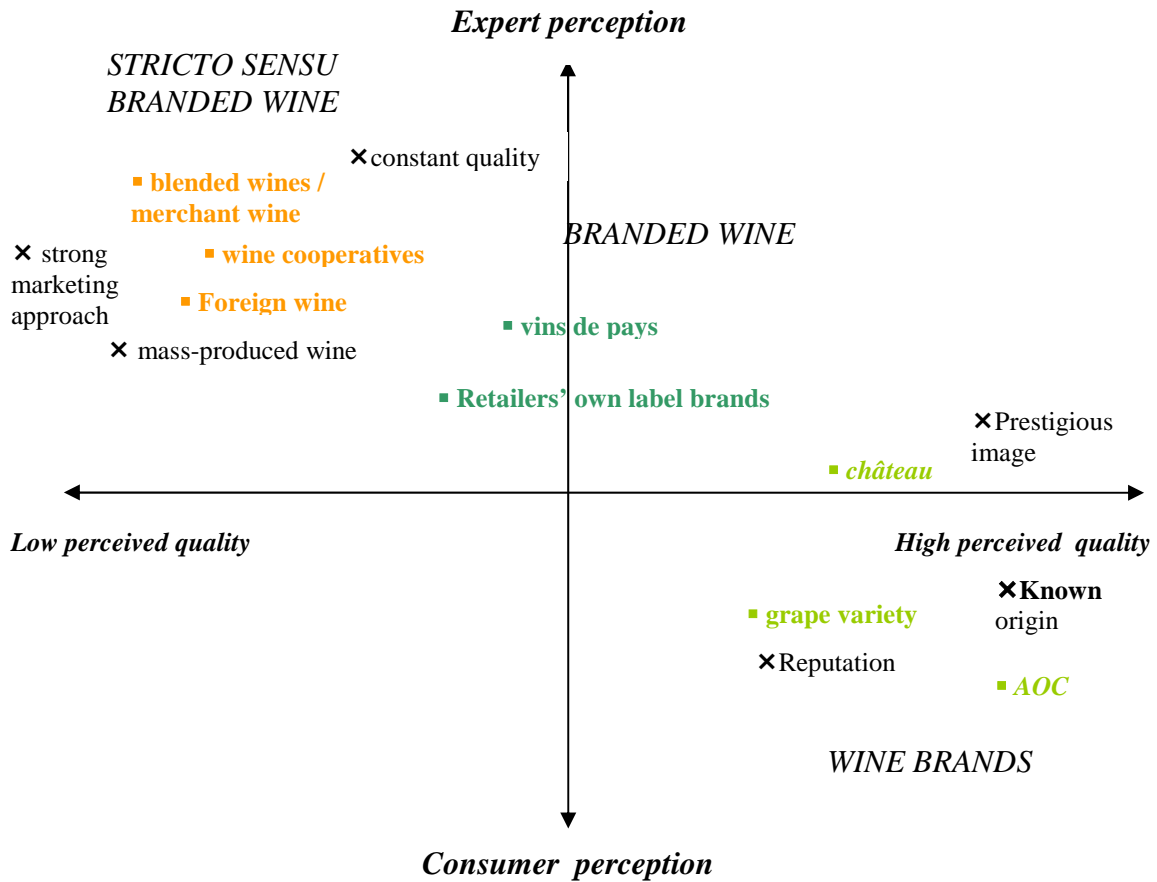 Expert perception
STRICTO SENSU
BRANDED WINE
×constant quality
▪ blended wines /
merchant wine
BRANDED WINE
× strong
marketing
approach
▪ wine cooperatives
▪ Foreign wine
▪ vins de pays
× mass-produced wine
▪ Retailers’ own label brands
×Prestigious
image
▪ château
Low perceived quality
High perceived quality
×Known
origin
▪ grape variety
×Reputation
▪ AOC
WINE BRANDS
Consumer perception